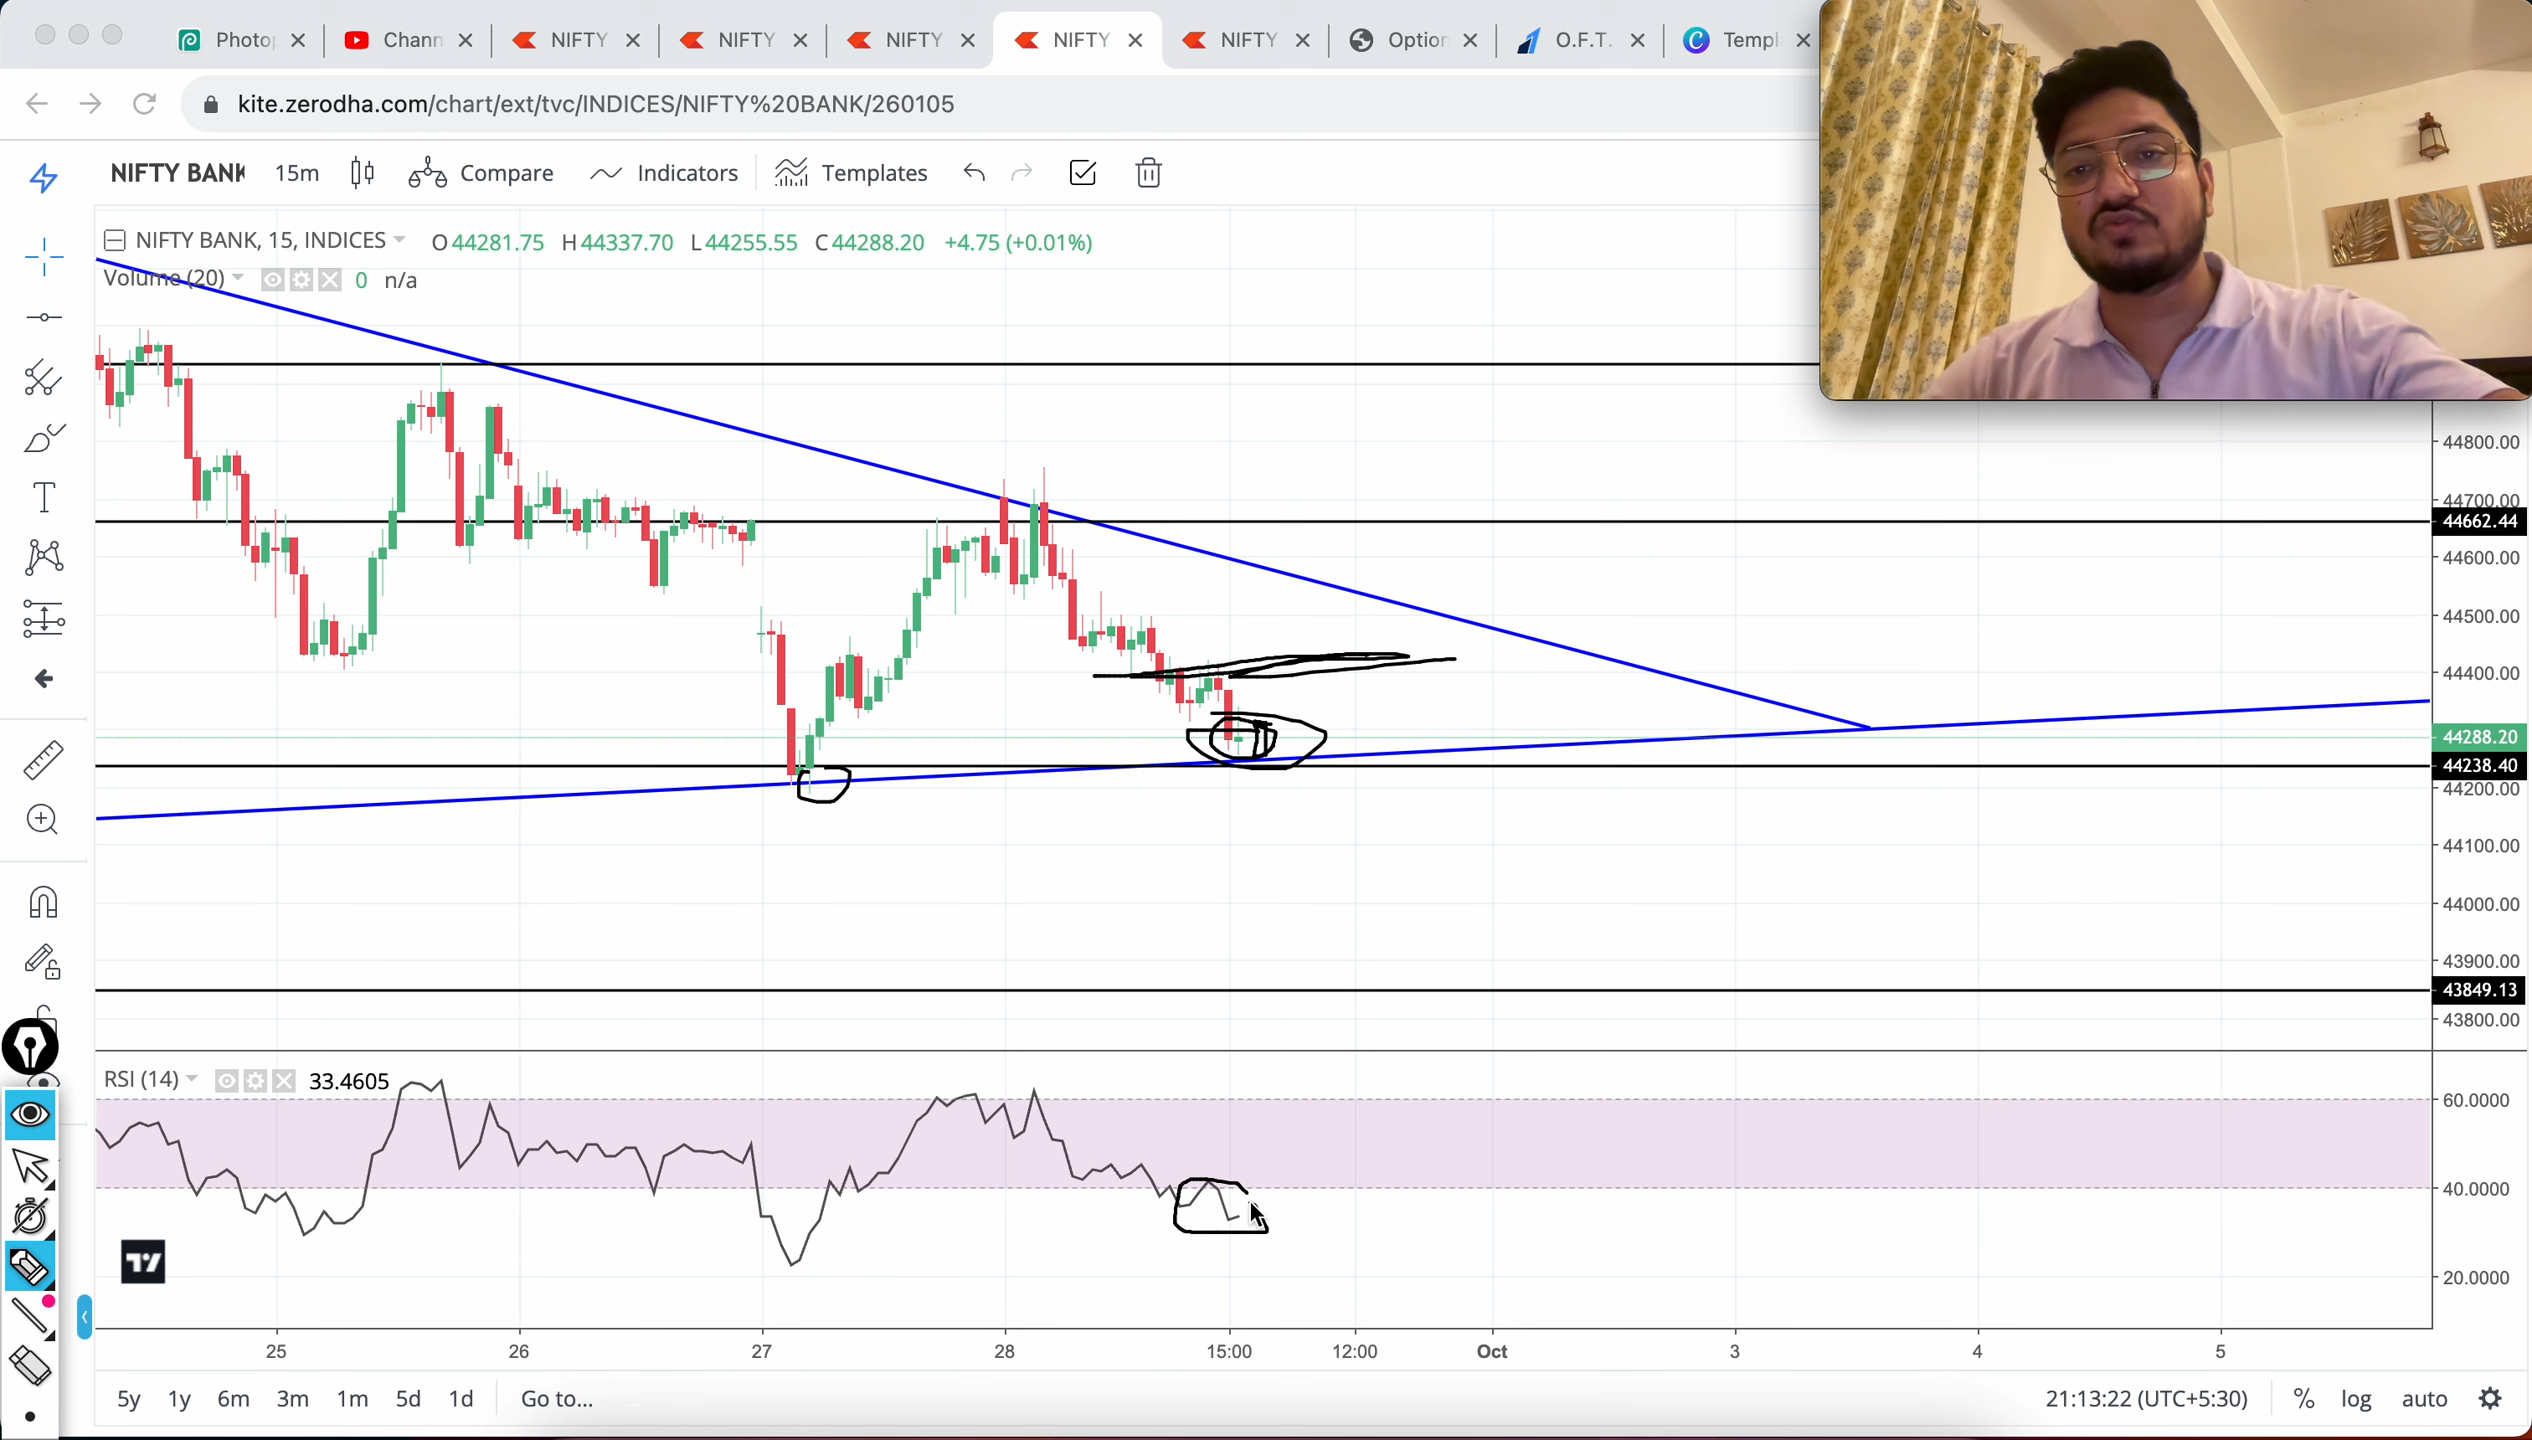 Photo
Chann
NIFTY
NIFTY
NIFTY
NIFTY
NIFTY
Option
O.F.T.
Templ
kite.zerodha.com/chart/ext/tvc/INDICES/NIFTY%20BANK/260105
NIFTY BANK 15m Compare Indicators Templates
NIFTY BANK, 15, INDICES O44281.75 H44337.70 L44255.55 C44288.20 +4.75 (+0.01%)
Volume (20) 0 n/a
44800.00
44700.00
44662.44
44600.00
44500.00
44400.00
44288.20
44238.40
44200.00
44100.00
44000.00
43900.00
43849.13
43800.00
RSI (14) 33.4605
60.0000
40.0000
20.0000
25 26 27 28 15:00 12:00 Oct 3 4 5
5y 1y 6m 3m 1m 5d 1d Go to... 21:13:22 (UTC+5:30) % log auto